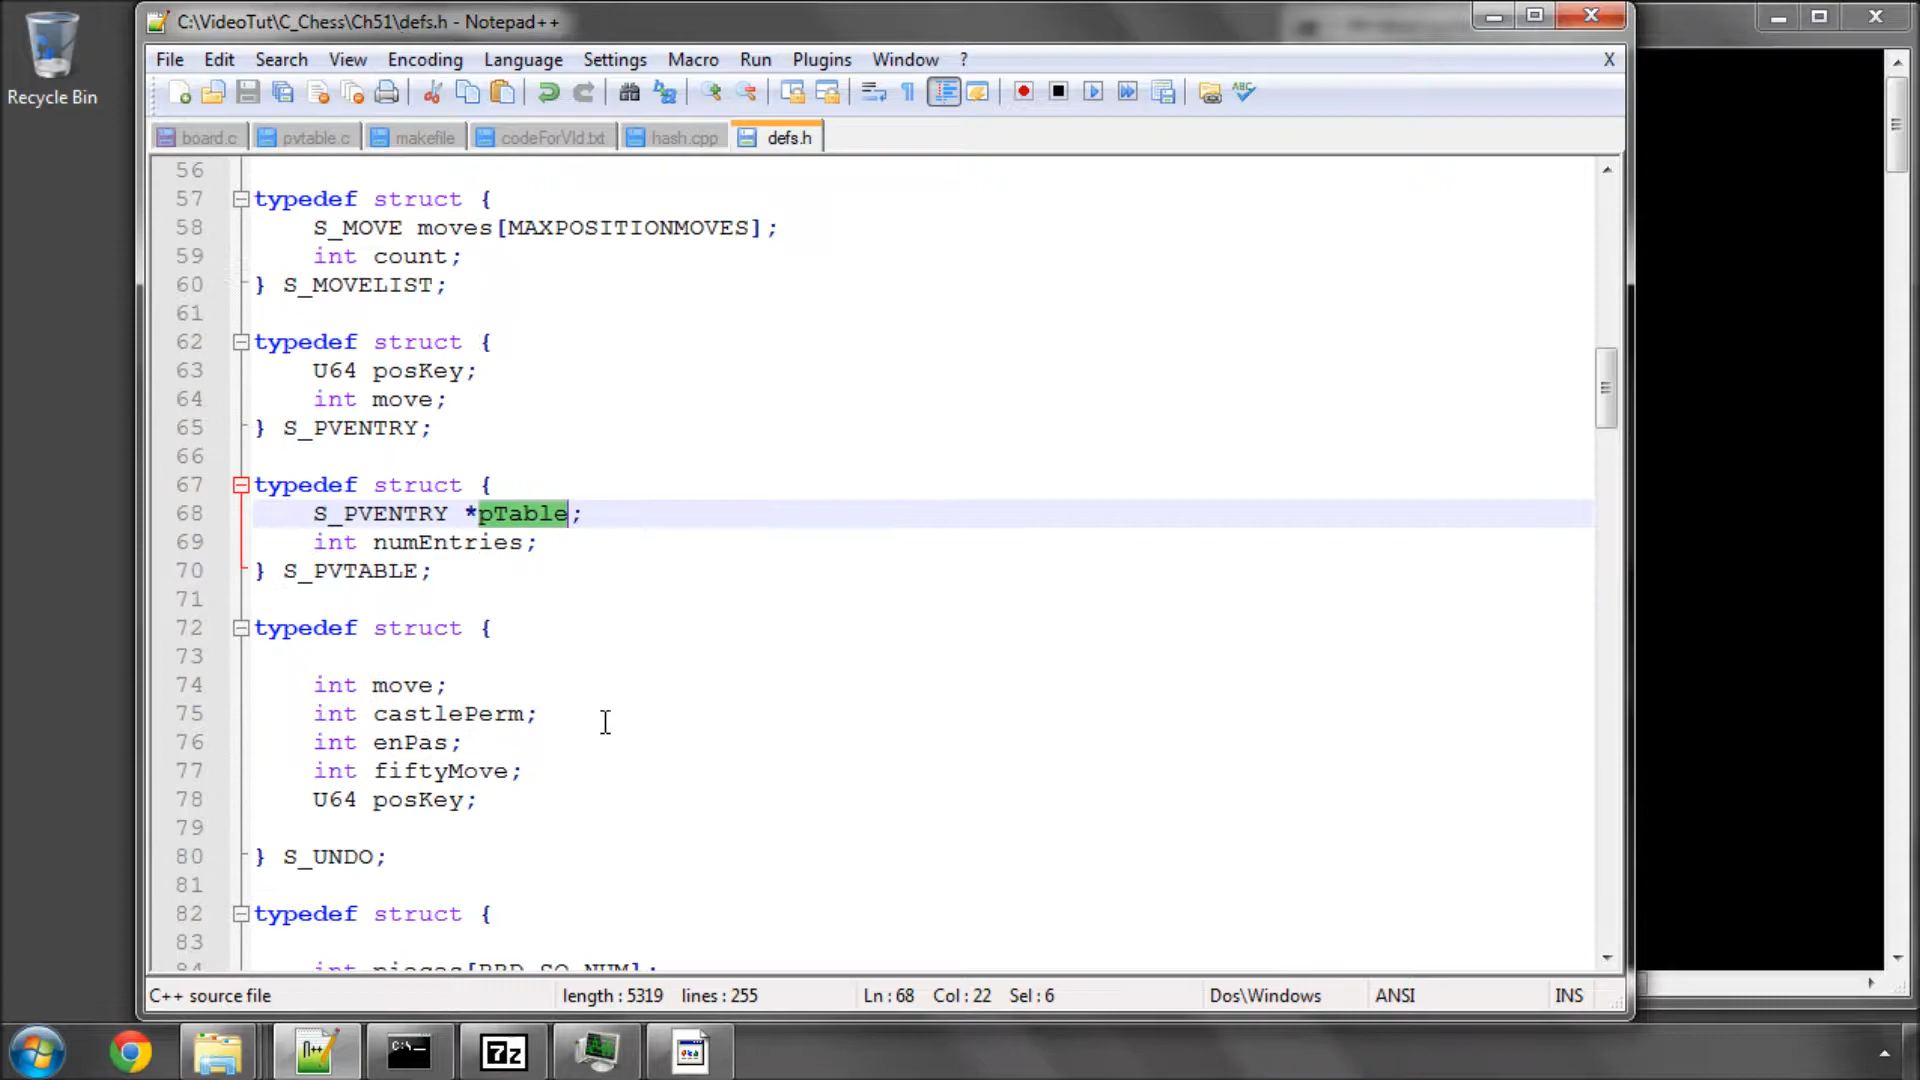 C:\VideoTut\C_Chess\Ch51\defs.h - Notepad++
Recycle Bin
File Edit Search View Encoding Language Settings Macro Run Plugins Window ? X
board.c pvtable.c makefile codeForVid.txt hash.cpp defs.h
56
57 typedef struct {
58 S_MOVE moves[MAXPOSITIONMOVES];
59 int count;
60 } S_MOVELIST;
61
62 typedef struct {
63 U64 posKey;
64 int move;
65 } S_PVENTRY;
66
67 typedef struct {
68 S_PVENTRY *pTable;
69 int numEntries;
70 } S_PVTABLE;
71
72 typedef struct {
73
74 int move;
75 int castlePerm;
76 int enPas;
77 int fiftyMove;
78 U64 posKey;
79
80 } S_UNDO;
81
82 typedef struct {
83
84 int pieces[BRD_SQ_NUM];
C++ source file length : 5319 lines : 255 Ln : 68 Col : 22 Sel : 6 Dos\Windows ANSI INS